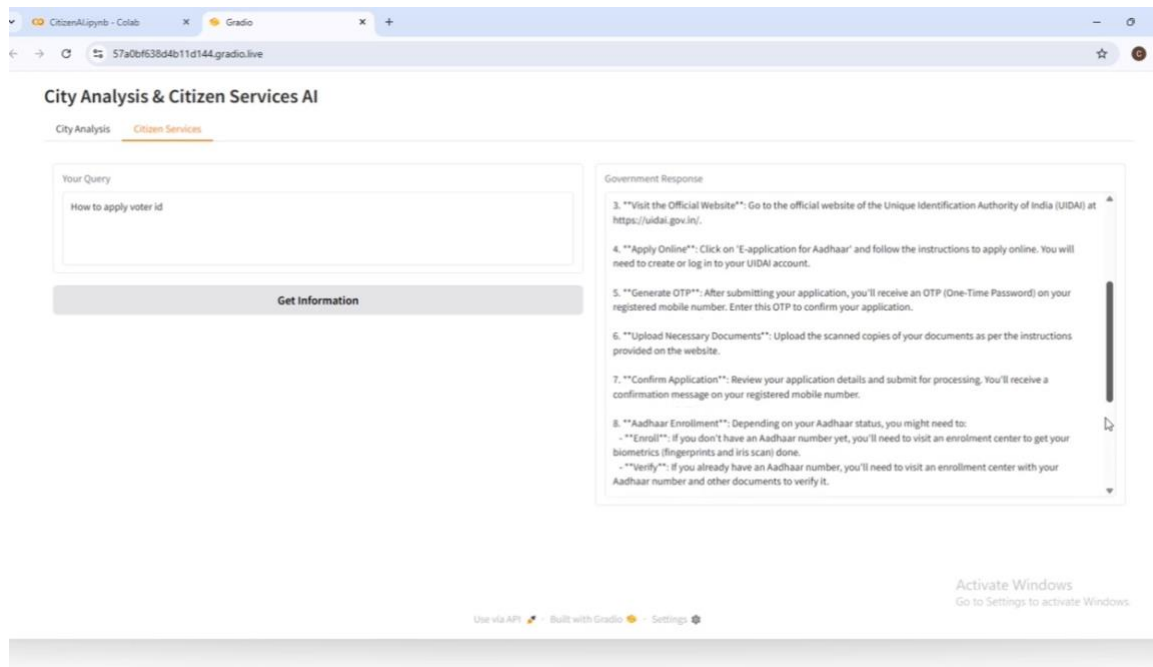 CitizenAI.ipynb - Colab
Gradio
57a0bf638d4b11d144.gradio.live
C
City Analysis & Citizen Services AI
City Analysis
Citizen Services
Your Query
How to apply voter id
Get Information
Government Response
3. **Visit the Official Website**: Go to the official website of the Unique Identification Authority of India (UIDAI) at
https://uidai.gov.in/.
4. **Apply Online**: Click on 'E-application for Aadhaar' and follow the instructions to apply online. You will
need to create or log in to your UIDAI account.
5. **Generate OTP**: After submitting your application, you'll receive an OTP (One-Time Password) on your
registered mobile number. Enter this OTP to confirm your application.
6. **Upload Necessary Documents**: Upload the scanned copies of your documents as per the instructions
provided on the website.
7. **Confirm Application**: Review your application details and submit for processing. You'll receive a
confirmation message on your registered mobile number.
8. **Aadhaar Enrollment**: Depending on your Aadhaar status, you might need to:
- **Enroll**: If you don't have an Aadhaar number yet, you'll need to visit an enrolment center to get your
biometrics (fingerprints and iris scan) done.
- **Verify**: If you already have an Aadhaar number, you'll need to visit an enrollment center with your
Aadhaar number and other documents to verify it.
Activate Windows
Go to Settings to activate Windows.
Use via API · Built with Gradio · Settings